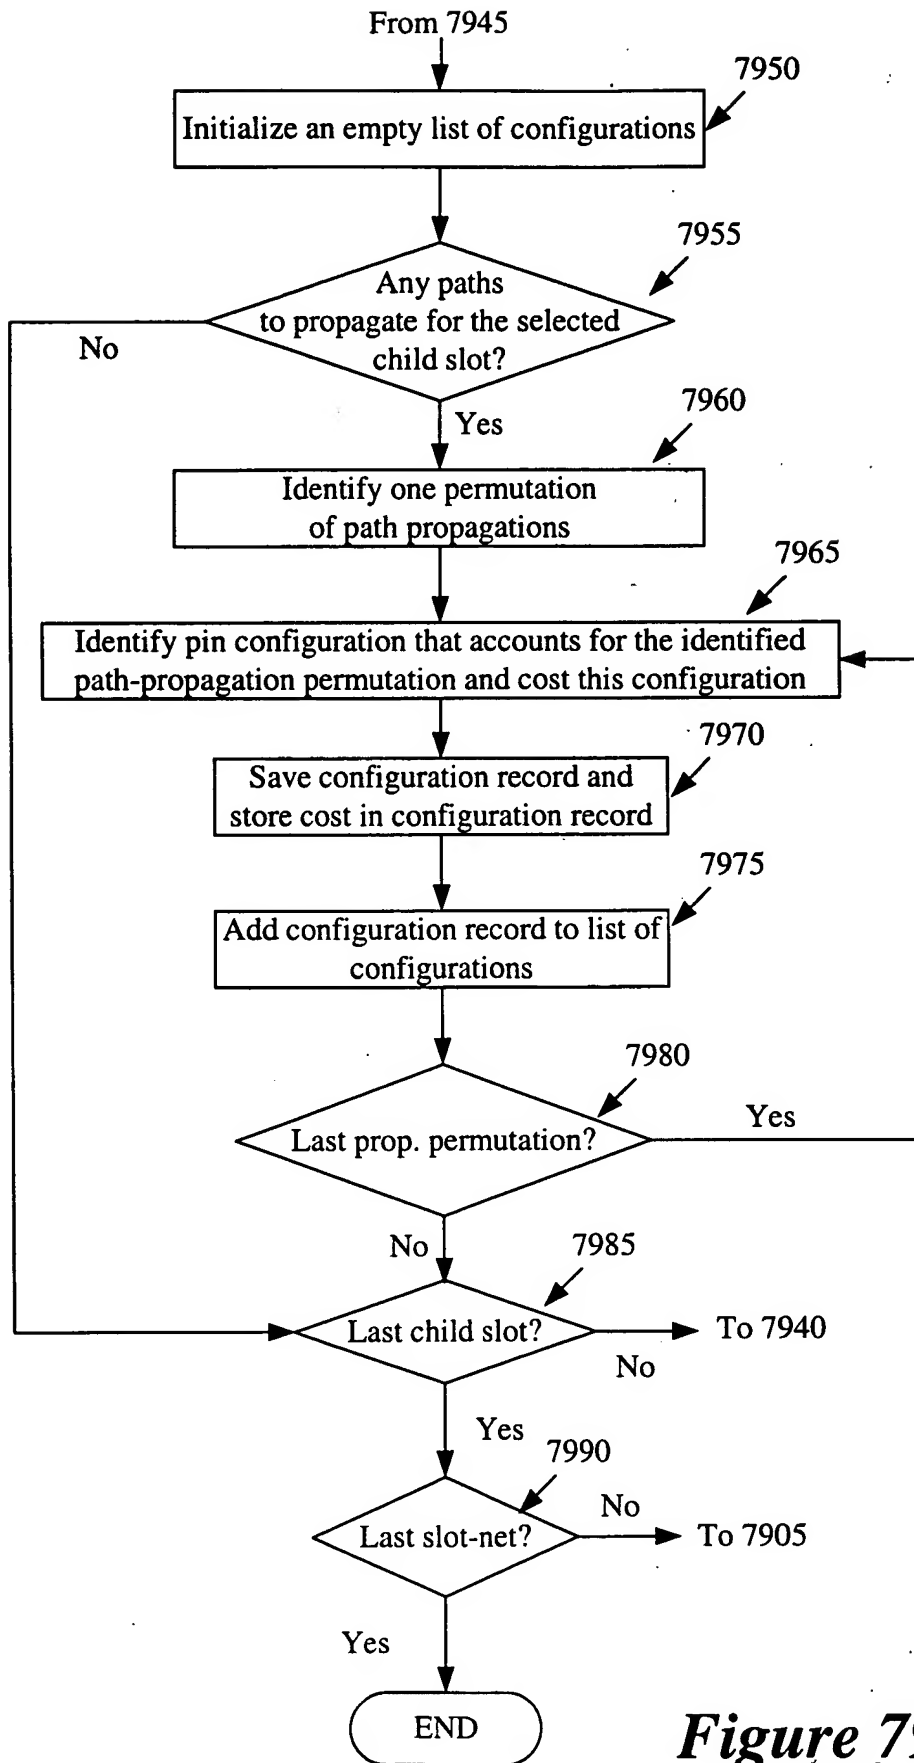 From 7945
7950
Initialize an empty list of configurations
7955
Any paths
to propagate for the selected
child slot?
No
Yes
7960
Identify one permutation
of path propagations
7965
Identify pin configuration that accounts for the identified
path-propagation permutation and cost this configuration
7970
Save configuration record and
store cost in configuration record
7975
Add configuration record to list of
configurations
7980
Last prop. permutation?
Yes
No
7985
Last child slot?
To 7940
No
Yes
7990
Last slot-net?
No
To 7905
Yes
END
Figure 79